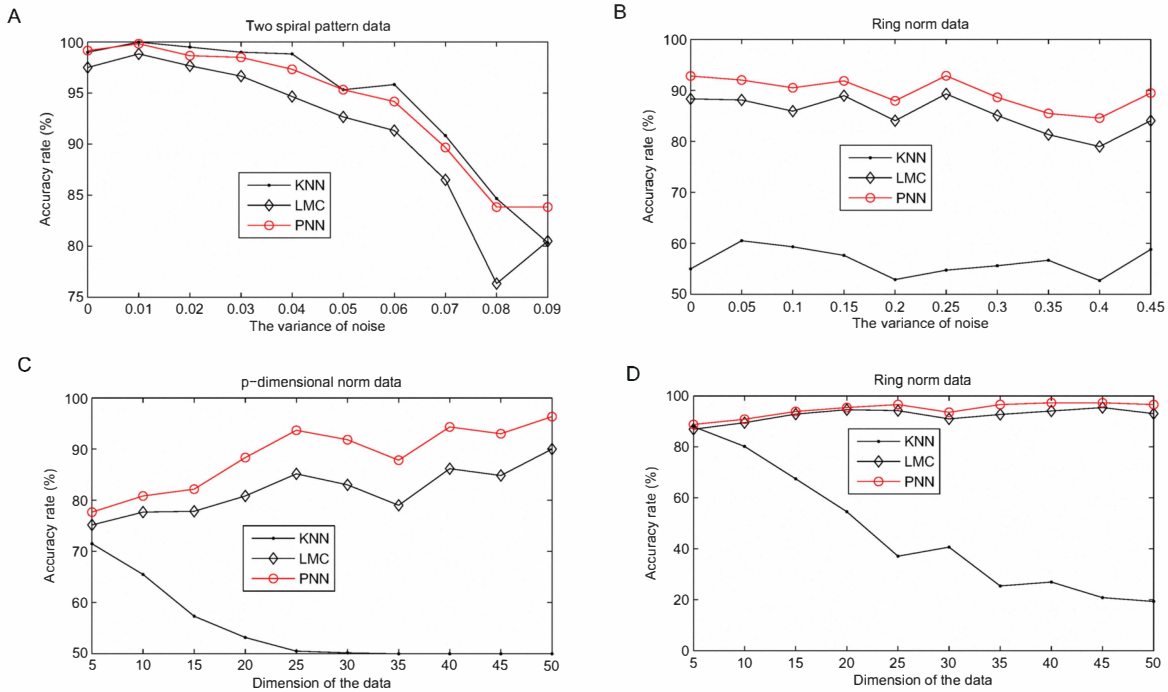 A
Two spiral pattern data
100
95
90
85
80
75
Accuracy rate (%)
KNN
LMC
PNN
0 0.01 0.02 0.03 0.04 0.05 0.06 0.07 0.08 0.09
The variance of noise
B
Ring norm data
100
90
80
70
60
50
Accuracy rate (%)
KNN
LMC
PNN
0 0.05 0.1 0.15 0.2 0.25 0.3 0.35 0.4 0.45
The variance of noise
C
p−dimensional norm data
100
90
80
70
60
50
Accuracy rate (%)
KNN
LMC
PNN
5 10 15 20 25 30 35 40 45 50
Dimension of the data
D
Ring norm data
100
80
60
40
20
0
Accuracy rate (%)
KNN
LMC
PNN
5 10 15 20 25 30 35 40 45 50
Dimension of the data